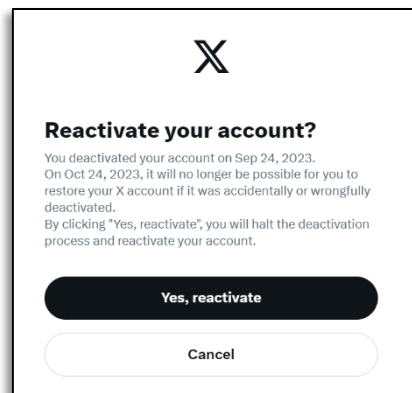 X
Reactivate your account?
You deactivated your account on Sep 24, 2023.
On Oct 24, 2023, it will no longer be possible for you to
restore your X account if it was accidentally or wrongfully
deactivated.
By clicking "Yes, reactivate", you will halt the deactivation
process and reactivate your account.
Yes, reactivate
Cancel